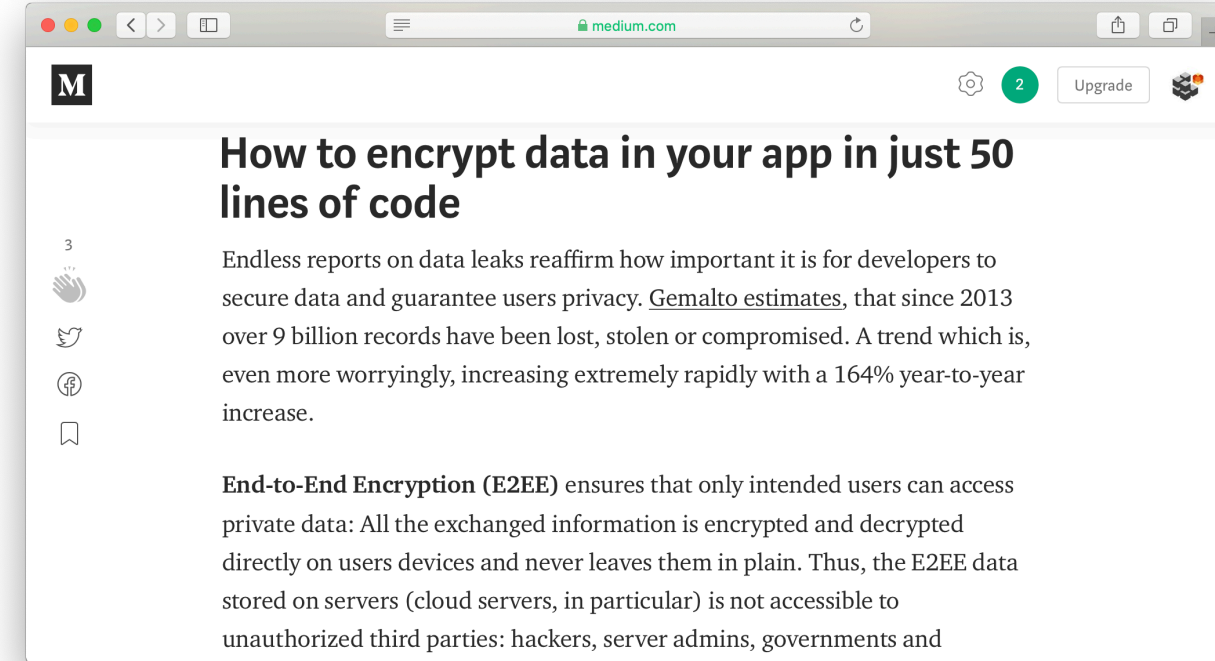 medium.com
M
2
Upgrade
How to encrypt data in your app in just 50
lines of code
3
Endless reports on data leaks reaffirm how important it is for developers to
secure data and guarantee users privacy. Gemalto estimates, that since 2013
over 9 billion records have been lost, stolen or compromised. A trend which is,
even more worryingly, increasing extremely rapidly with a 164% year-to-year
increase.
End-to-End Encryption (E2EE) ensures that only intended users can access
private data: All the exchanged information is encrypted and decrypted
directly on users devices and never leaves them in plain. Thus, the E2EE data
stored on servers (cloud servers, in particular) is not accessible to
unauthorized third parties: hackers, server admins, governments and